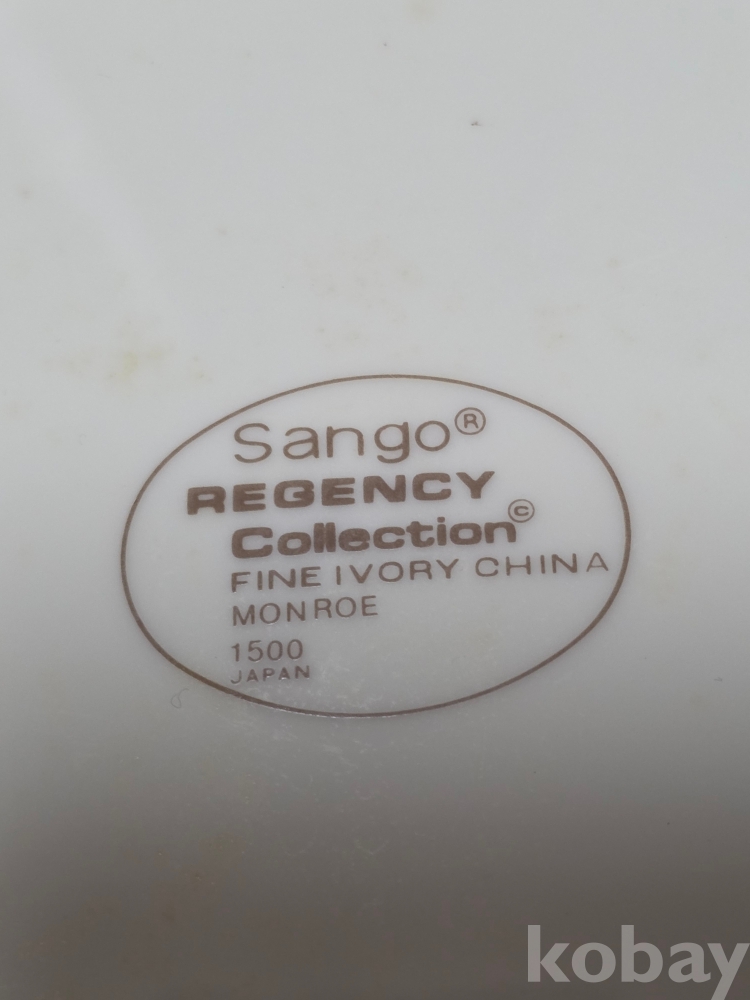 Sango®
REGENCY
Collection©
FINE IVORY CHINA
MONROE
1500
JAPAN
kobay